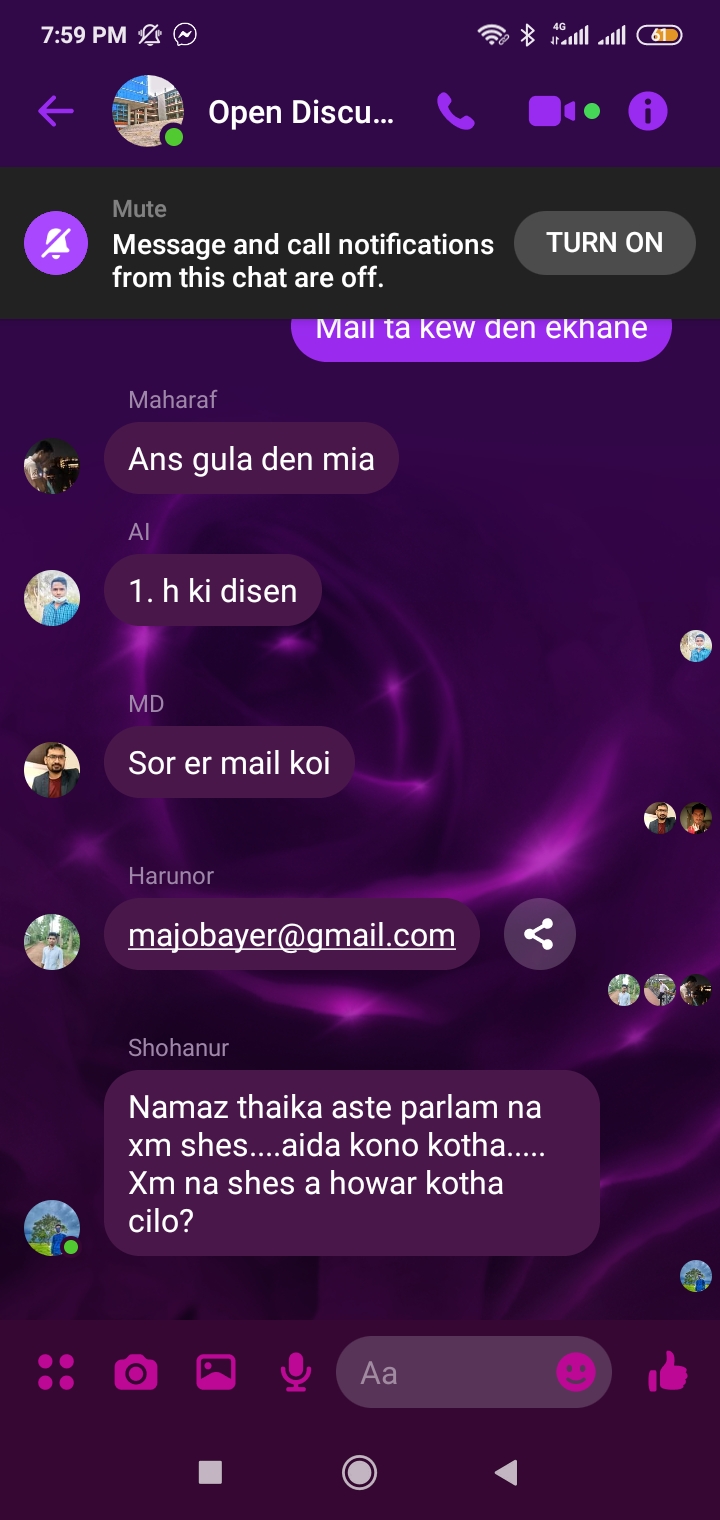 7:59 PM
4G
61
Open Discu...
Mute
Message and call notifications
from this chat are off.
TURN ON
Mail ta kew den ekhane
Maharaf
Ans gula den mia
Al
1. h ki disen
MD
Sor er mail koi
Harunor
majobayer@gmail.com
Shohanur
Namaz thaika aste parlam na
xm shes....aida kono kotha.....
Xm na shes a howar kotha
cilo?
Aa